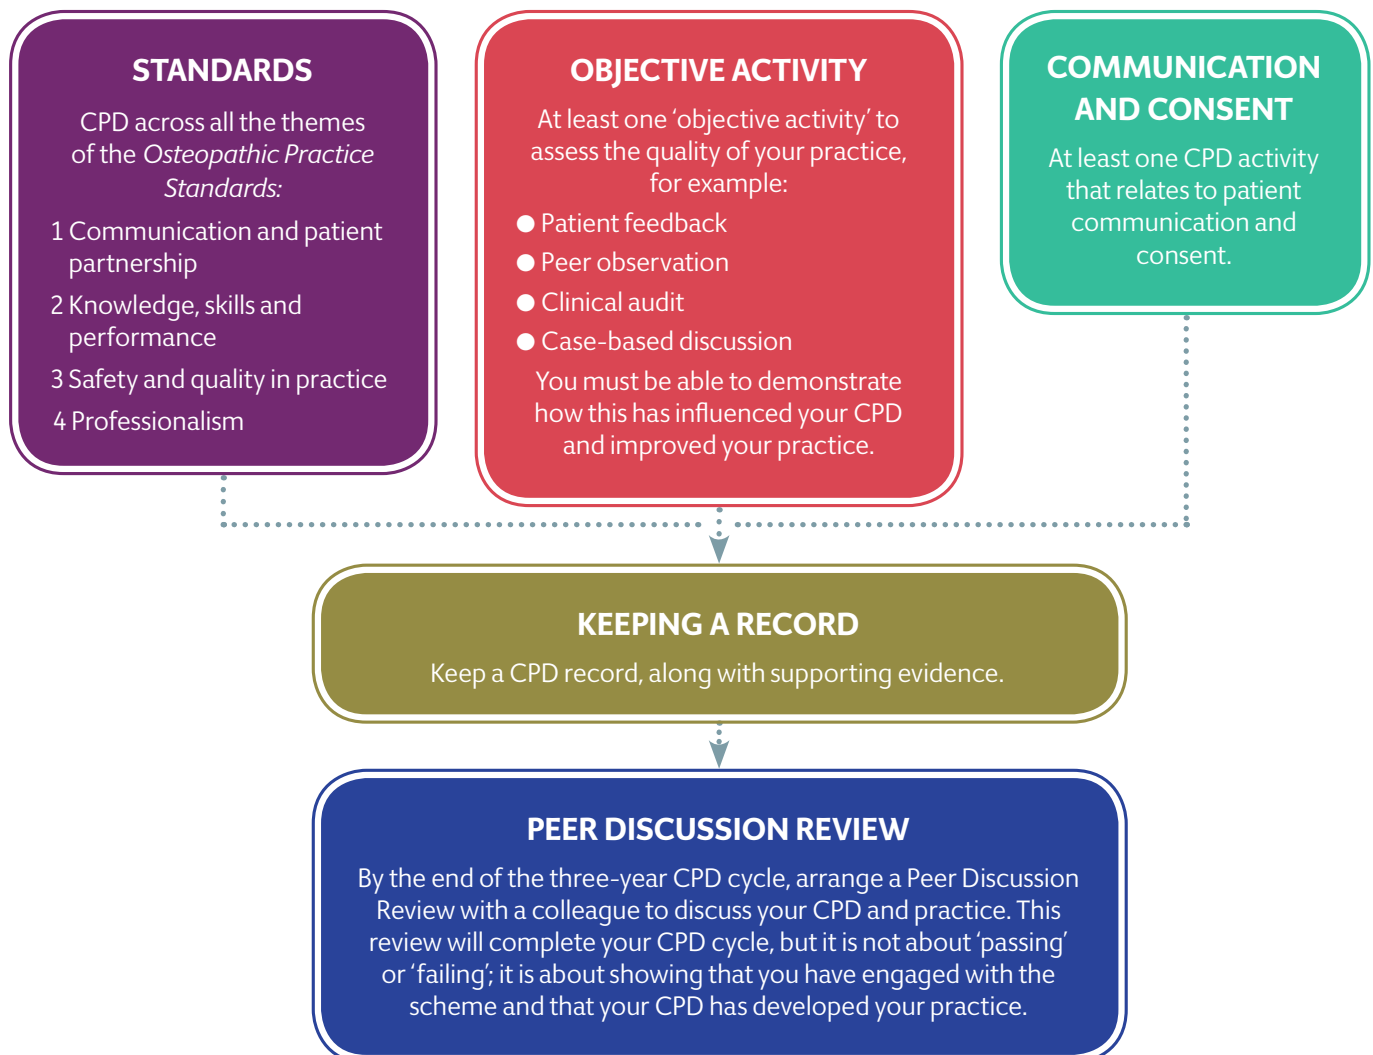 STANDARDS
CPD across all the themes
of the Osteopathic Practice
Standards:
1 Communication and patient
partnership
2 Knowledge, skills and
performance
3 Safety and quality in practice
4 Professionalism
OBJECTIVE ACTIVITY
At least one ‘objective activity’ to
assess the quality of your practice,
for example:
● Patient feedback
● Peer observation
● Clinical audit
● Case-based discussion
You must be able to demonstrate
how this has influenced your CPD
and improved your practice.
COMMUNICATION
AND CONSENT
At least one CPD activity
that relates to patient
communication and
consent.
KEEPING A RECORD
Keep a CPD record, along with supporting evidence.
PEER DISCUSSION REVIEW
By the end of the three-year CPD cycle, arrange a Peer Discussion
Review with a colleague to discuss your CPD and practice. This
review will complete your CPD cycle, but it is not about ‘passing’
or ‘failing’; it is about showing that you have engaged with the
scheme and that your CPD has developed your practice.